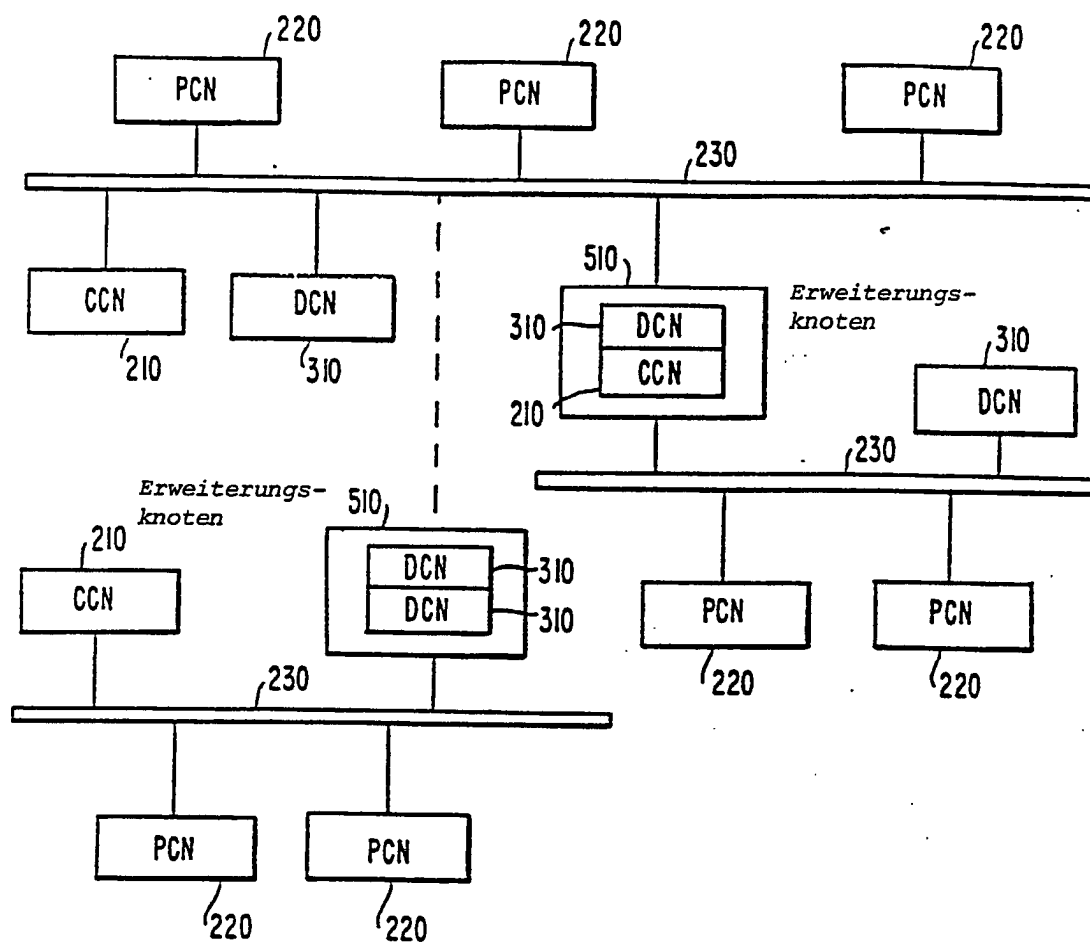 220
220
220
PCN
PCN
PCN
230
CCN
DCN
210
310
510
Erweiterungs-
knoten
310
DCN
CCN
210
310
DCN
230
Erweiterungs-
knoten
510
210
CCN
DCN
310
DCN
310
PCN
PCN
220
220
230
PCN
PCN
220
220